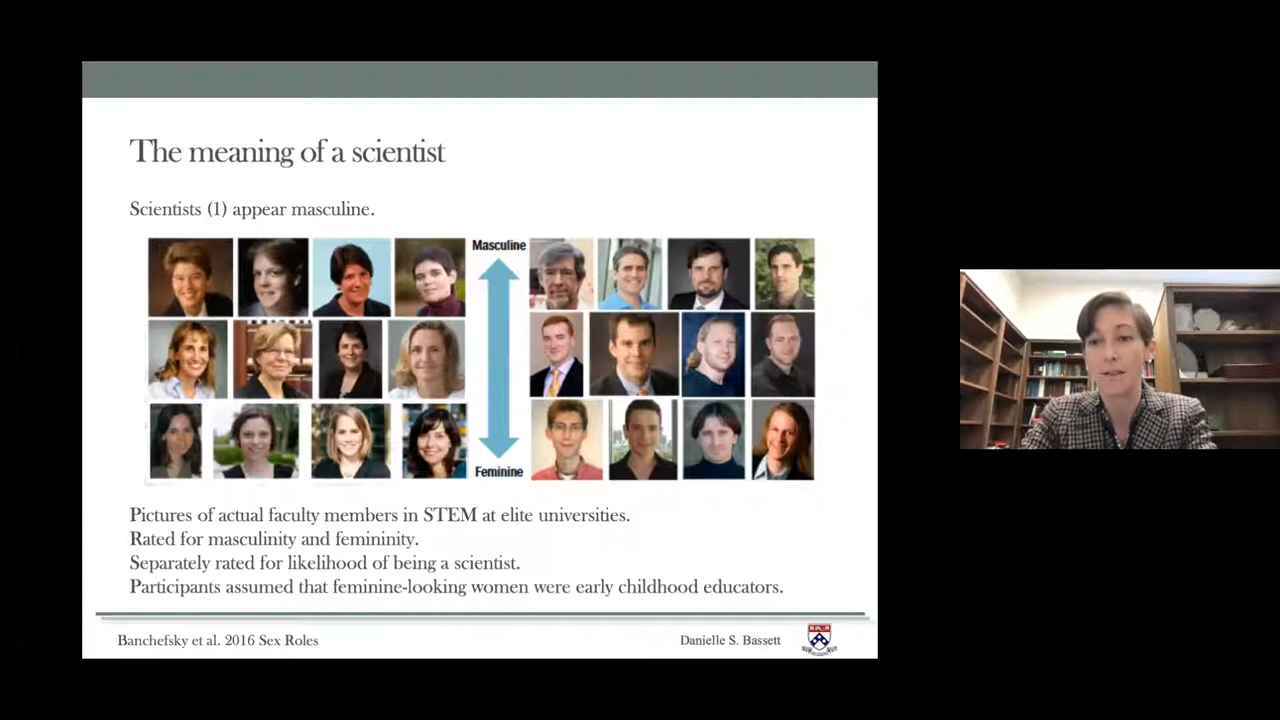 The meaning of a scientist
Scientists (1) appear masculine.
Masculine
Feminine
Pictures of actual faculty members in STEM at elite universities.
Rated for masculinity and femininity.
Separately rated for likelihood of being a scientist.
Participants assumed that feminine-looking women were early childhood educators.
Banchefsky et al. 2016 Sex Roles
Danielle S. Bassett